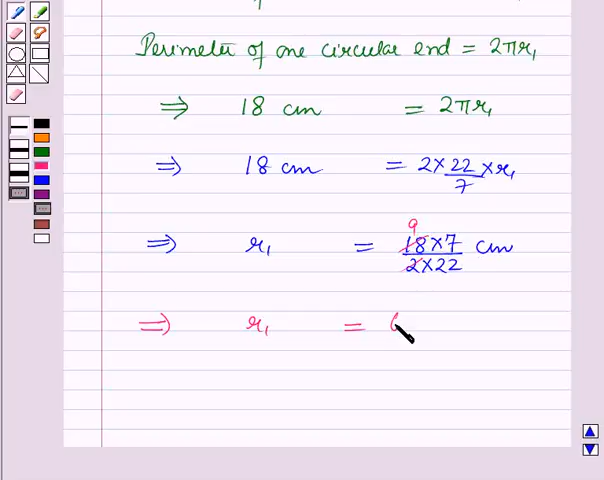 Perimeter of one circular end = 2πr₁
⇒ 18 cm = 2πr₁
⇒ 18 cm = 2 × 22/7 × r₁
9
⇒ r₁ = 18×7/2×22 cm
⇒ r₁ =